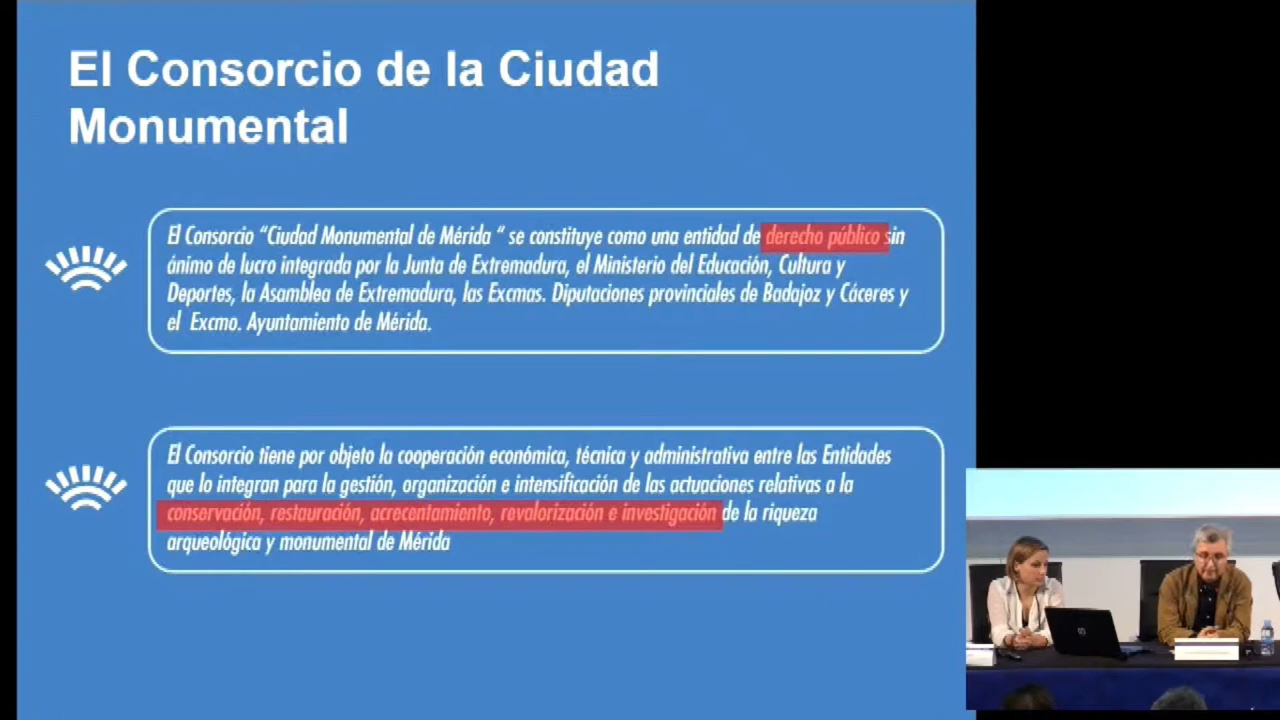 El Consorcio de la Ciudad
Monumental
El Consorcio “Ciudad Monumental de Mérida “ se constituye como una entidad de derecho público sin
ánimo de lucro integrada por la Junta de Extremadura, el Ministerio del Educación, Cultura y
Deportes, la Asamblea de Extremadura, las Excmas. Diputaciones provinciales de Badajoz y Cáceres y
el Excmo. Ayuntamiento de Mérida.
El Consorcio tiene por objeto la cooperación económica, técnica y administrativa entre las Entidades
que lo integran para la gestión, organización e intensificación de las actuaciones relativas a la
conservación, restauración, acrecentamiento, revalorización e investigación de la riqueza
arqueológica y monumental de Mérida